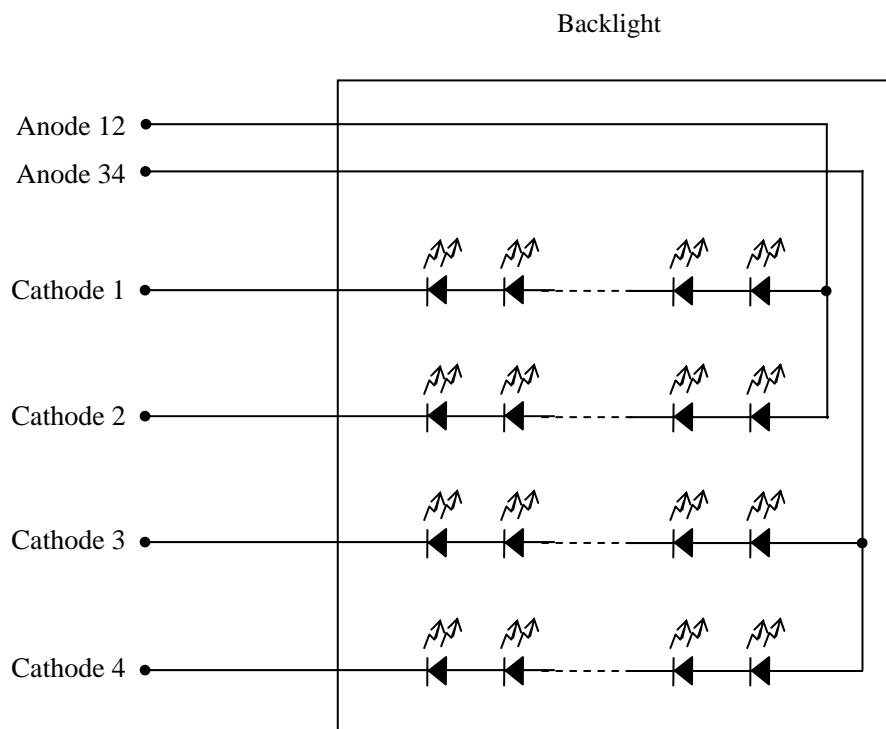 Backlight
Anode 12
Anode 34
Cathode 1
Cathode 2
Cathode 3
Cathode 4